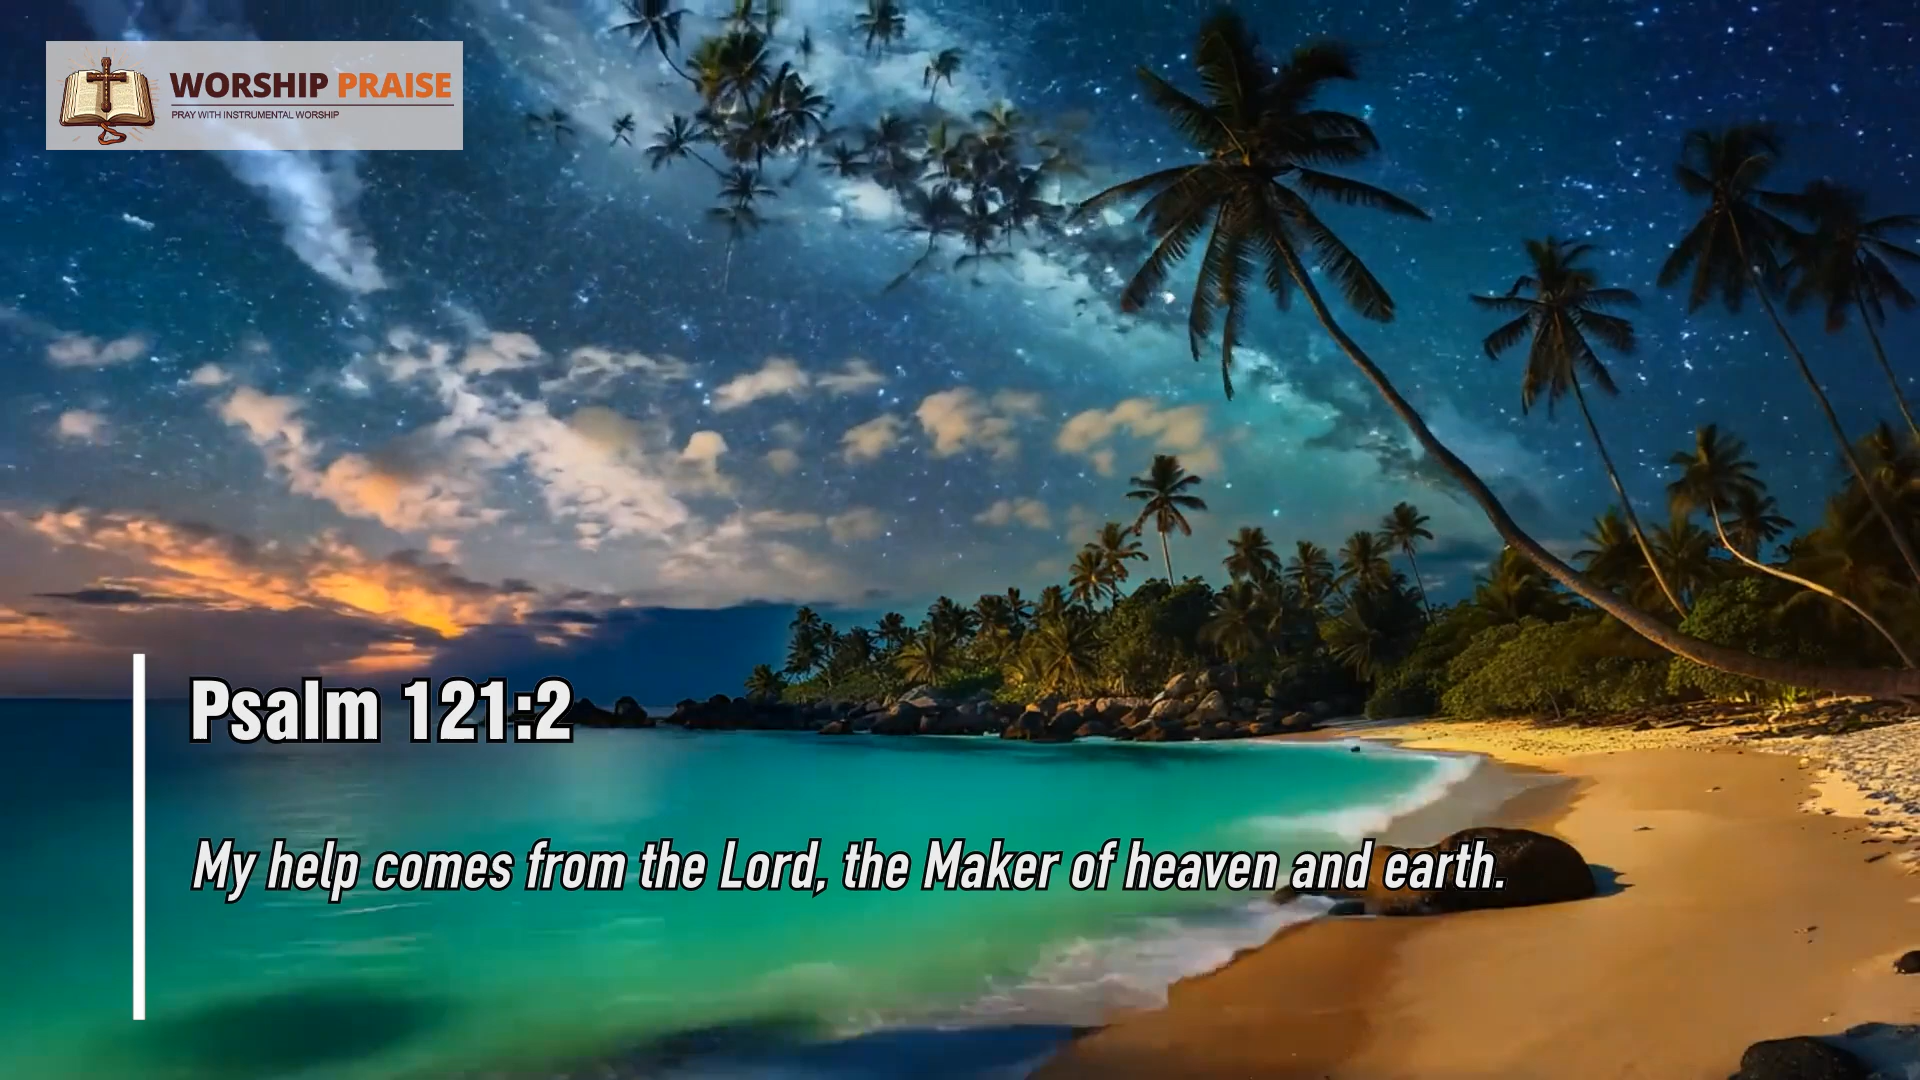 WORSHIP PRAISE
PRAY WITH INSTRUMENTAL WORSHIP
Psalm 121:2
My help comes from the Lord, the Maker of heaven and earth.